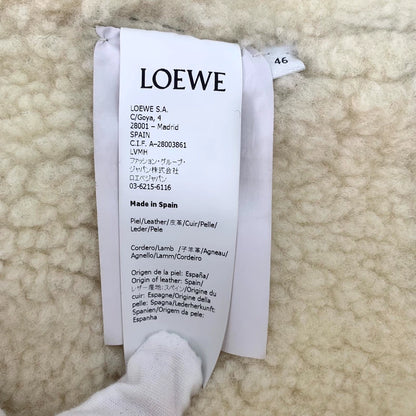 LOEWE
46
LOEWE S.A.
C/Goya, 4
28001 – Madrid
SPAIN
C.I.F. A-28003861
LVMH
ファッション・グループ・
ジャパン株式会社
ロエベジャパン
03-6215-6116
Made in Spain
Piel/Leather/皮革/Cuir/Pelle/
Leder/Pele
Cordero/Lamb /子羊革/Agneau/
Agnello/Lamm/Cordeiro
Origen de la piel: España/
Origin of leather: Spain/
レザー産地: スペイン/Origine du
cuir: Espagne/Origine della
pelle: Spagna/Lederherkunft:
Spanien/Origem da pele:
Espanha